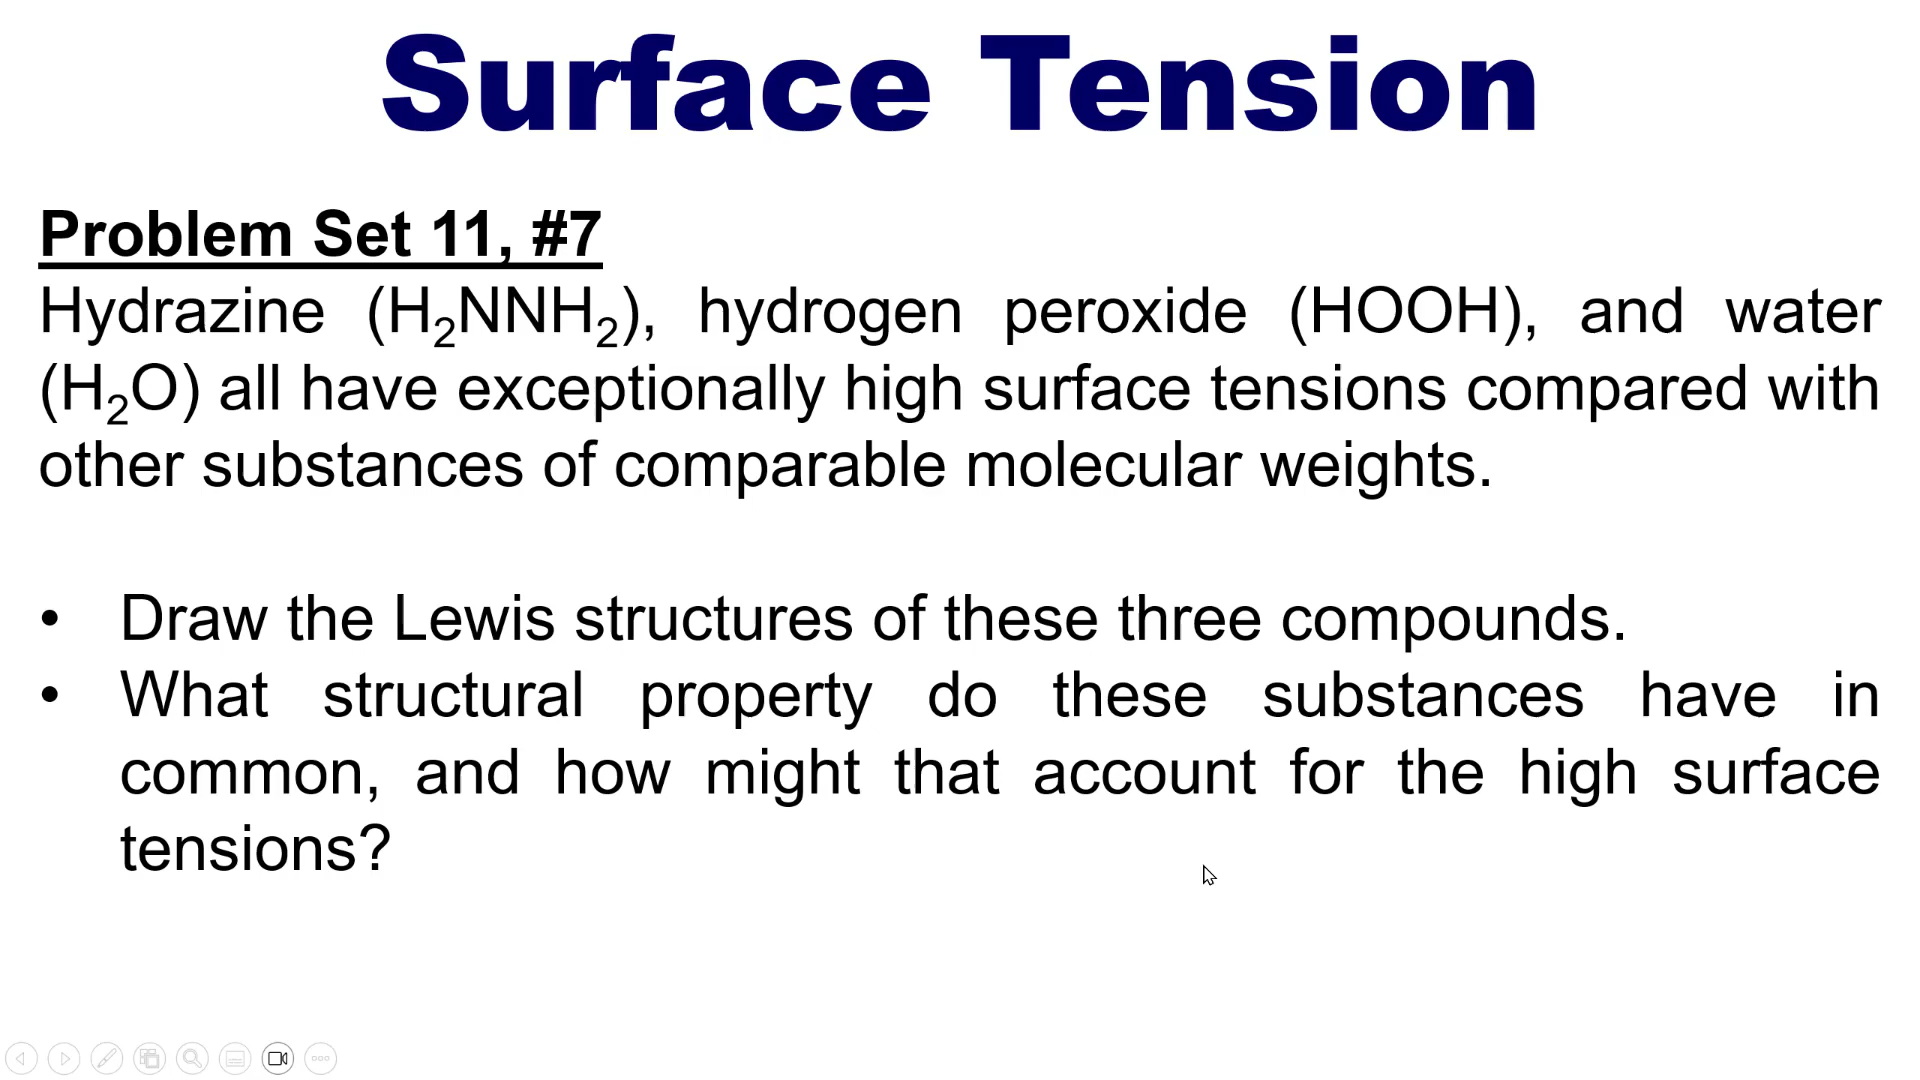 Surface Tension
Problem Set 11, #7
Hydrazine (H₂NNH₂), hydrogen peroxide (HOOH), and water
(H₂O) all have exceptionally high surface tensions compared with
other substances of comparable molecular weights.
• Draw the Lewis structures of these three compounds.
• What structural property do these substances have in
common, and how might that account for the high surface
tensions?